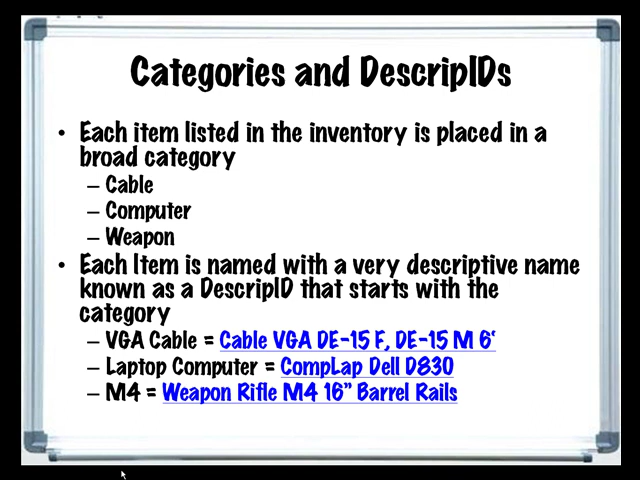 Categories and DescripIDs
• Each item listed in the inventory is placed in a
broad category
– Cable
– Computer
– Weapon
• Each Item is named with a very descriptive name
known as a DescripID that starts with the
category
– VGA Cable = Cable VGA DE-15 F, DE-15 M 6‘
– Laptop Computer = CompLap Dell D830
– M4 = Weapon Rifle M4 16” Barrel Rails